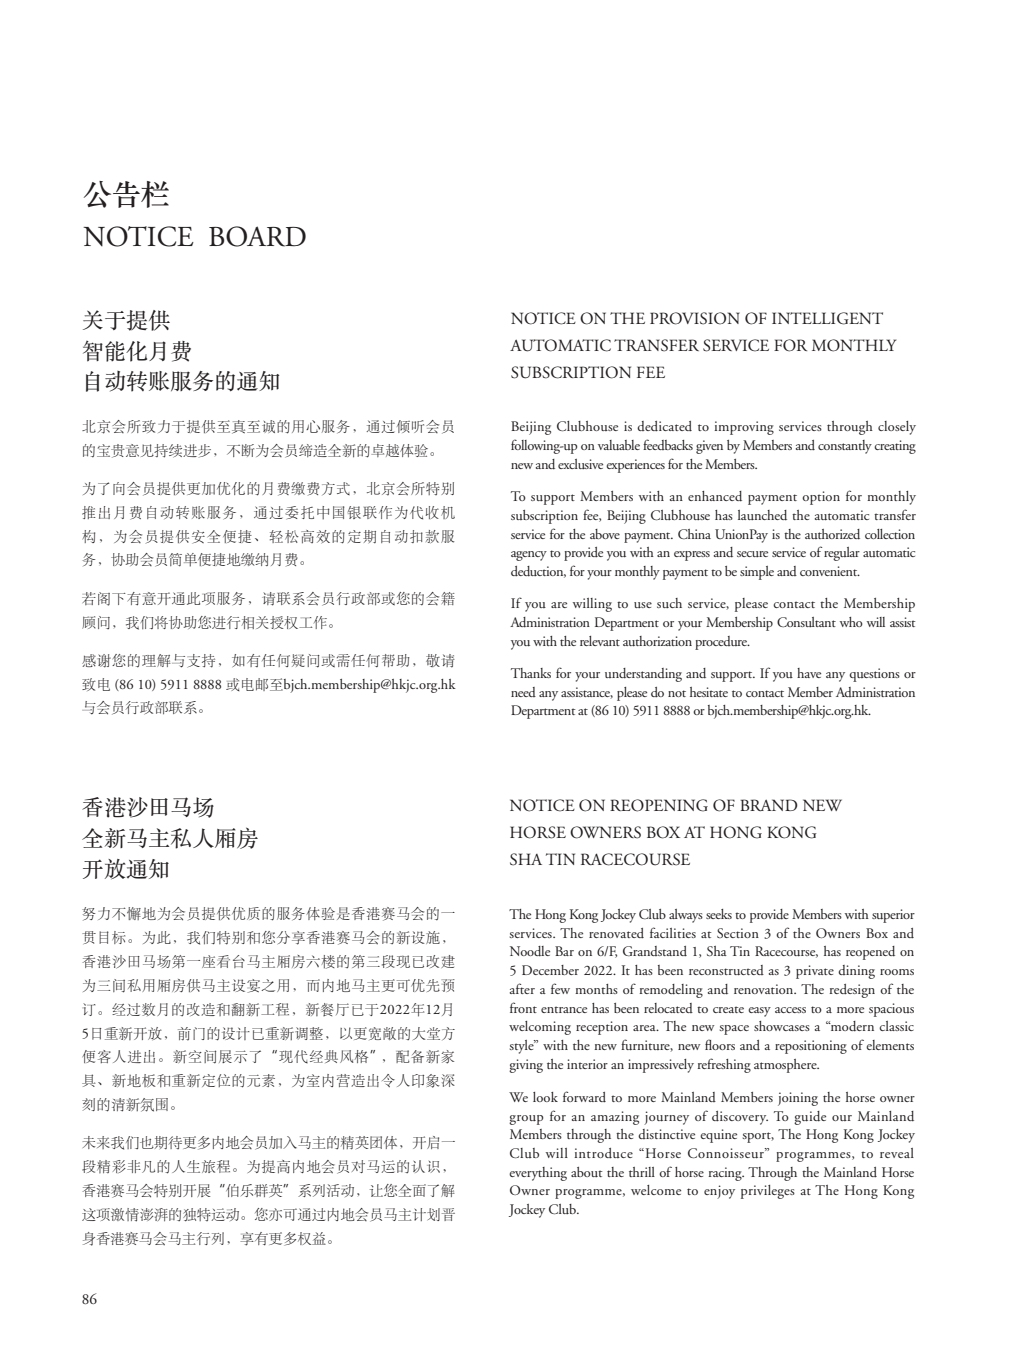 公告栏
NOTICE BOARD
关于提供
智能化月费
自动转账服务的通知
北京会所致力于提供至真至诚的用心服务，通过倾听会员
的宝贵意见持续进步，不断为会员缔造全新的卓越体验。
为了向会员提供更加优化的月费缴费方式，北京会所特别
推出月费自动转账服务，通过委托中国银联作为代收机
构，为会员提供安全便捷、轻松高效的定期自动扣款服
务，协助会员简单便捷地缴纳月费。
若阁下有意开通此项服务，请联系会员行政部或您的会籍
顾问，我们将协助您进行相关授权工作。
感谢您的理解与支持，如有任何疑问或需任何帮助，敬请
致电 (86 10) 5911 8888 或电邮至bjch.membership@hkjc.org.hk
与会员行政部联系。
NOTICE ON THE PROVISION OF INTELLIGENT
AUTOMATIC TRANSFER SERVICE FOR MONTHLY
SUBSCRIPTION FEE
Beijing Clubhouse is dedicated to improving services through closely
following-up on valuable feedbacks given by Members and constantly creating
new and exclusive experiences for the Members.
To support Members with an enhanced payment option for monthly
subscription fee, Beijing Clubhouse has launched the automatic transfer
service for the above payment. China UnionPay is the authorized collection
agency to provide you with an express and secure service of regular automatic
deduction, for your monthly payment to be simple and convenient.
If you are willing to use such service, please contact the Membership
Administration Department or your Membership Consultant who will assist
you with the relevant authorization procedure.
Thanks for your understanding and support. If you have any questions or
need any assistance, please do not hesitate to contact Member Administration
Department at (86 10) 5911 8888 or bjch.membership@hkjc.org.hk.
香港沙田马场
全新马主私人厢房
开放通知
努力不懈地为会员提供优质的服务体验是香港赛马会的一
贯目标。为此，我们特别和您分享香港赛马会的新设施，
香港沙田马场第一座看台马主厢房六楼的第三段现已改建
为三间私用厢房供马主设宴之用，而内地马主更可优先预
订。经过数月的改造和翻新工程，新餐厅已于2022年12月
5日重新开放，前门的设计已重新调整，以更宽敞的大堂方
便客人进出。新空间展示了“现代经典风格”，配备新家
具、新地板和重新定位的元素，为室内营造出令人印象深
刻的清新氛围。
未来我们也期待更多内地会员加入马主的精英团体，开启一
段精彩非凡的人生旅程。为提高内地会员对马运的认识，
香港赛马会特别开展“伯乐群英”系列活动，让您全面了解
这项激情澎湃的独特运动。您亦可通过内地会员马主计划晋
身香港赛马会马主行列，享有更多权益。
NOTICE ON REOPENING OF BRAND NEW
HORSE OWNERS BOX AT HONG KONG
SHA TIN RACECOURSE
The Hong Kong Jockey Club always seeks to provide Members with superior
services. The renovated facilities at Section 3 of the Owners Box and
Noodle Bar on 6/F, Grandstand 1, Sha Tin Racecourse, has reopened on
5 December 2022. It has been reconstructed as 3 private dining rooms
after a few months of remodeling and renovation. The redesign of the
front entrance has been relocated to create easy access to a more spacious
welcoming reception area. The new space showcases a “modern classic
style” with the new furniture, new floors and a repositioning of elements
giving the interior an impressively refreshing atmosphere.
We look forward to more Mainland Members joining the horse owner
group for an amazing journey of discovery. To guide our Mainland
Members through the distinctive equine sport, The Hong Kong Jockey
Club will introduce “Horse Connoisseur” programmes, to reveal
everything about the thrill of horse racing. Through the Mainland Horse
Owner programme, welcome to enjoy privileges at The Hong Kong
Jockey Club.
86